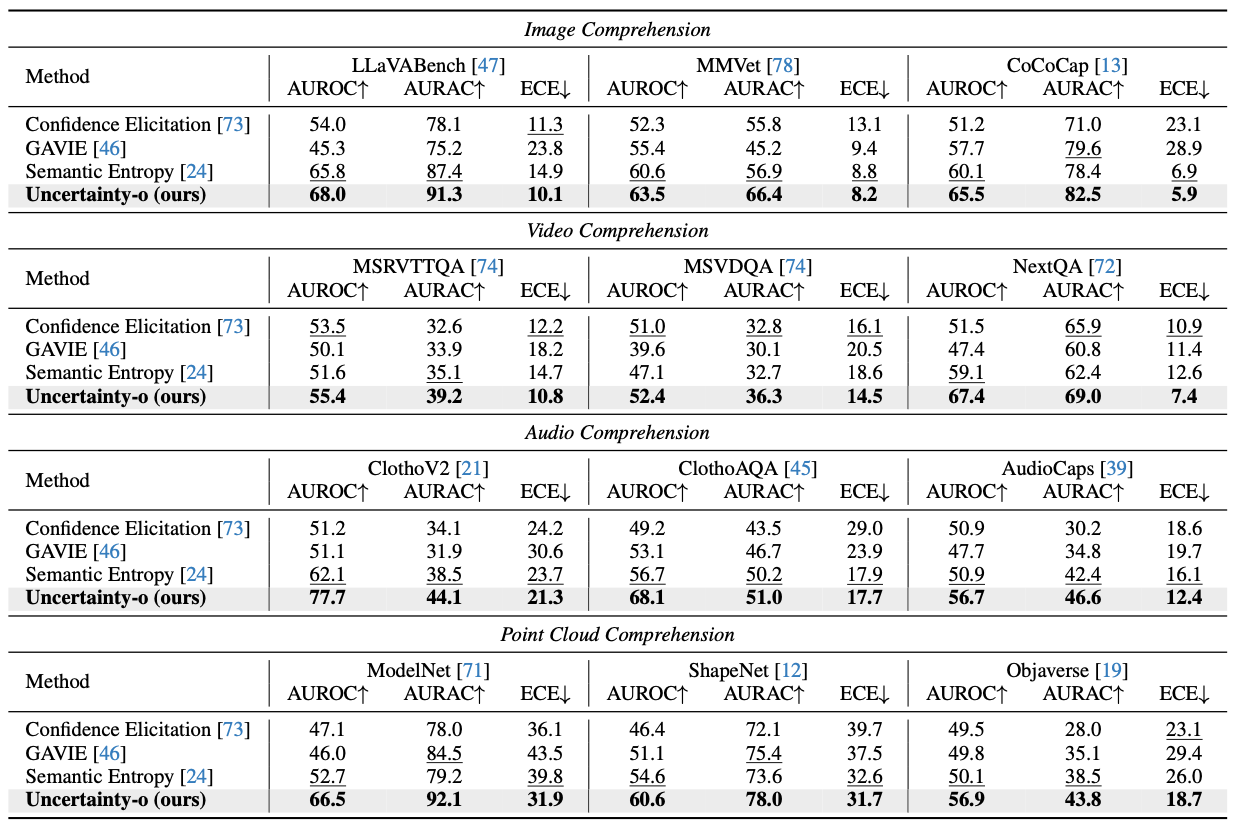 Image Comprehension
Method LLaVABench [47] MMVet [78] CoCoCap [13]
AUROC↑ AURAC↑ ECE↓ AUROC↑ AURAC↑ ECE↓ AUROC↑ AURAC↑ ECE↓
Confidence Elicitation [73] 54.0 78.1 11.3 52.3 55.8 13.1 51.2 71.0 23.1
GAVIE [46] 45.3 75.2 23.8 55.4 45.2 9.4 57.7 79.6 28.9
Semantic Entropy [24] 65.8 87.4 14.9 60.6 56.9 8.8 60.1 78.4 6.9
Uncertainty-o (ours) 68.0 91.3 10.1 63.5 66.4 8.2 65.5 82.5 5.9
Video Comprehension
Method MSRVTTQA [74] MSVDQA [74] NextQA [72]
AUROC↑ AURAC↑ ECE↓ AUROC↑ AURAC↑ ECE↓ AUROC↑ AURAC↑ ECE↓
Confidence Elicitation [73] 53.5 32.6 12.2 51.0 32.8 16.1 51.5 65.9 10.9
GAVIE [46] 50.1 33.9 18.2 39.6 30.1 20.5 47.4 60.8 11.4
Semantic Entropy [24] 51.6 35.1 14.7 47.1 32.7 18.6 59.1 62.4 12.6
Uncertainty-o (ours) 55.4 39.2 10.8 52.4 36.3 14.5 67.4 69.0 7.4
Audio Comprehension
Method ClothoV2 [21] ClothoAQA [45] AudioCaps [39]
AUROC↑ AURAC↑ ECE↓ AUROC↑ AURAC↑ ECE↓ AUROC↑ AURAC↑ ECE↓
Confidence Elicitation [73] 51.2 34.1 24.2 49.2 43.5 29.0 50.9 30.2 18.6
GAVIE [46] 51.1 31.9 30.6 53.1 46.7 23.9 47.7 34.8 19.7
Semantic Entropy [24] 62.1 38.5 23.7 56.7 50.2 17.9 50.9 42.4 16.1
Uncertainty-o (ours) 77.7 44.1 21.3 68.1 51.0 17.7 56.7 46.6 12.4
Point Cloud Comprehension
Method ModelNet [71] ShapeNet [12] Objaverse [19]
AUROC↑ AURAC↑ ECE↓ AUROC↑ AURAC↑ ECE↓ AUROC↑ AURAC↑ ECE↓
Confidence Elicitation [73] 47.1 78.0 36.1 46.4 72.1 39.7 49.5 28.0 23.1
GAVIE [46] 46.0 84.5 43.5 51.1 75.4 37.5 49.8 35.1 29.4
Semantic Entropy [24] 52.7 79.2 39.8 54.6 73.6 32.6 50.1 38.5 26.0
Uncertainty-o (ours) 66.5 92.1 31.9 60.6 78.0 31.7 56.9 43.8 18.7